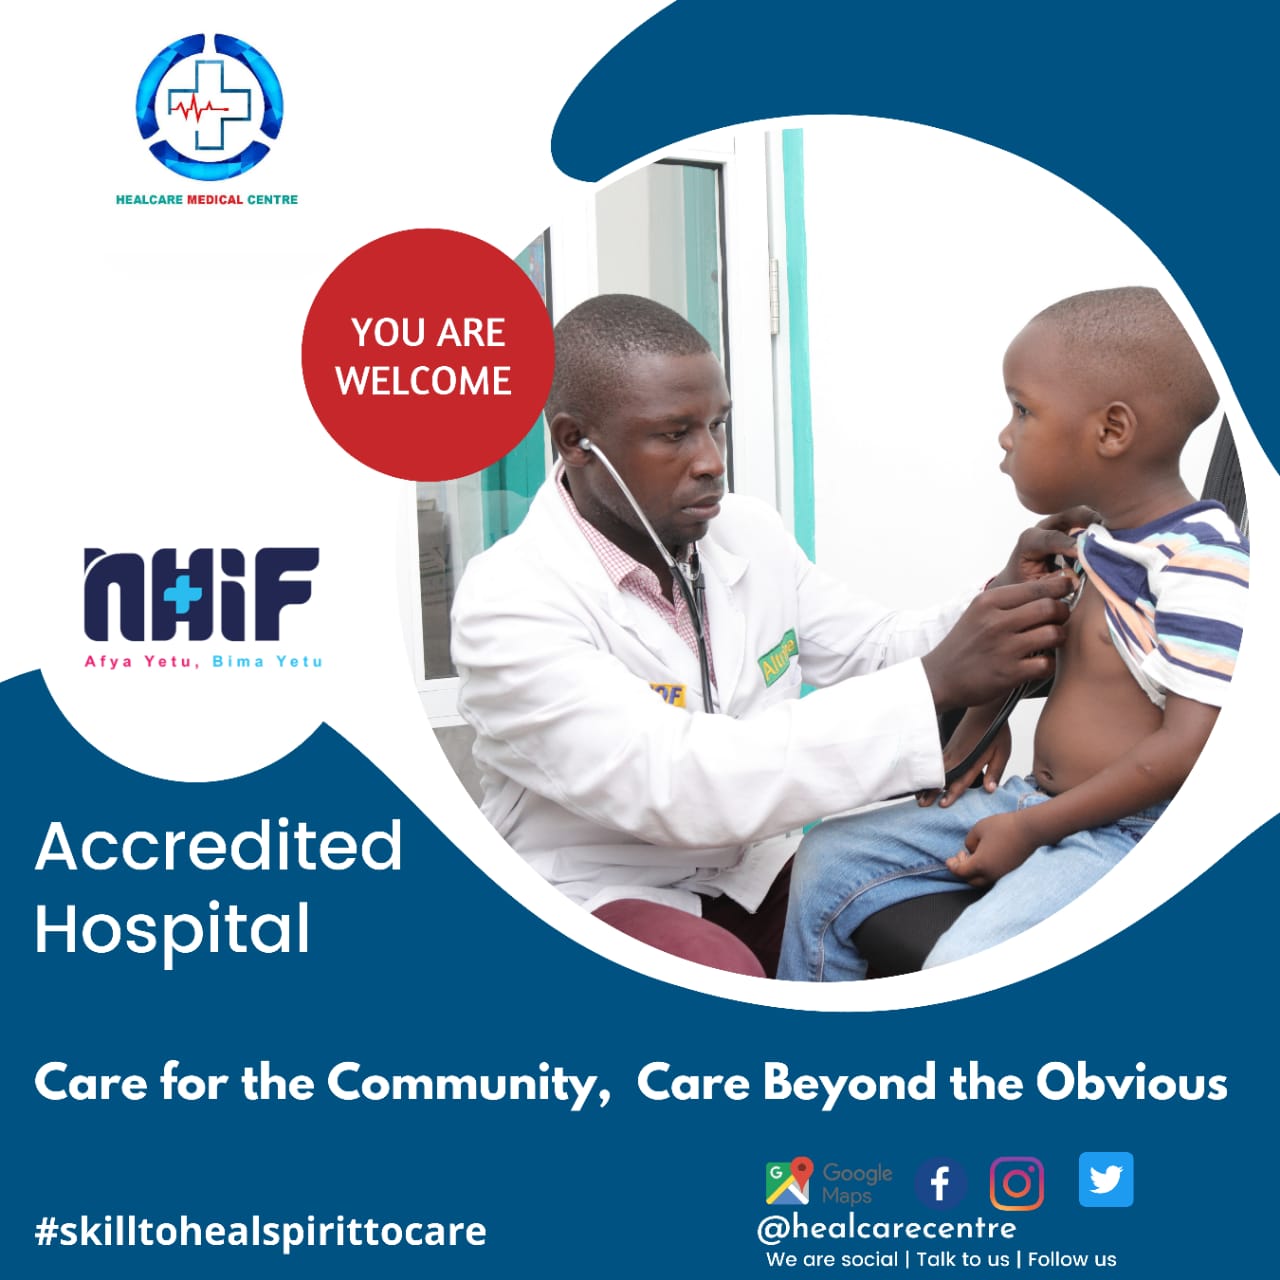 HEALCARE MEDICAL CENTRE
YOU ARE
WELCOME
NHiF
Afya Yetu, Bima Yetu
Accredited
Hospital
Care for the Community, Care Beyond the Obvious
#skilltohealspirittocare
G
Google
Maps
@healcarecentre
We are social | Talk to us | Follow us